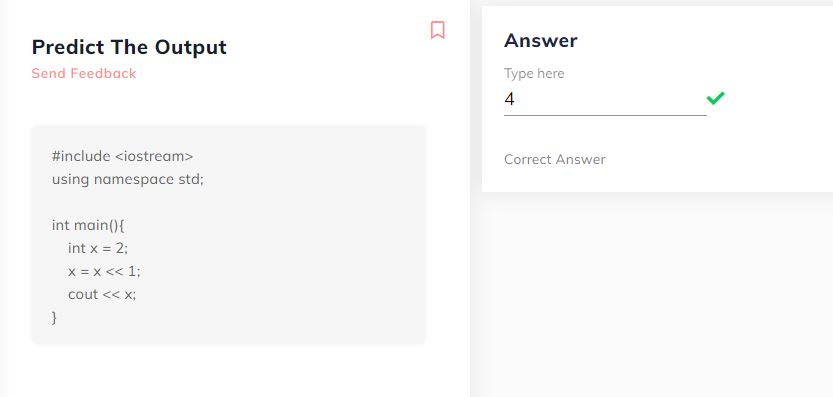 Predict The Output
Send Feedback
#include <iostream>
using namespace std;
int main(){
int x = 2;
x = x << 1;
cout << x;
}
Answer
Type here
4
Correct Answer